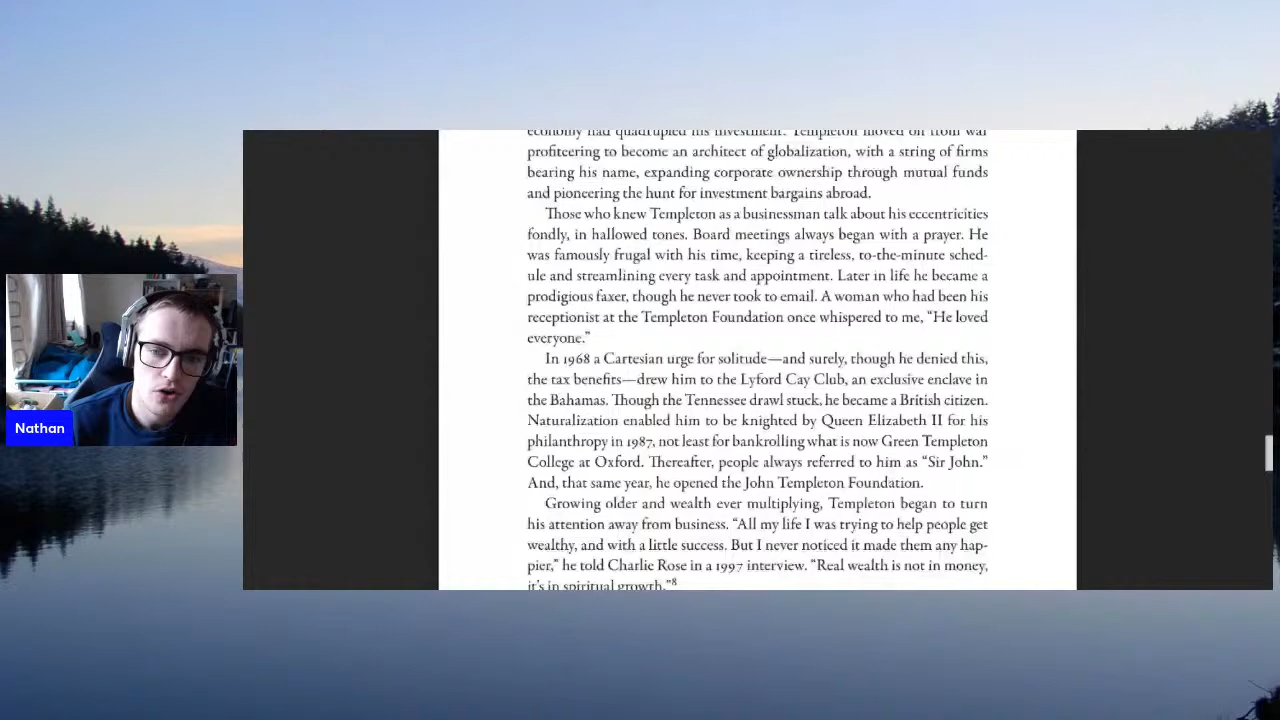 economy had quadrupled his investment. Templeton moved on from war
profiteering to become an architect of globalization, with a string of firms
bearing his name, expanding corporate ownership through mutual funds
and pioneering the hunt for investment bargains abroad.
Those who knew Templeton as a businessman talk about his eccentricities
fondly, in hallowed tones. Board meetings always began with a prayer. He
was famously frugal with his time, keeping a tireless, to-the-minute sched-
ule and streamlining every task and appointment. Later in life he became a
prodigious faxer, though he never took to email. A woman who had been his
receptionist at the Templeton Foundation once whispered to me, “He loved
everyone.”
In 1968 a Cartesian urge for solitude—and surely, though he denied this,
the tax benefits—drew him to the Lyford Cay Club, an exclusive enclave in
the Bahamas. Though the Tennessee drawl stuck, he became a British citizen.
Naturalization enabled him to be knighted by Queen Elizabeth II for his
philanthropy in 1987, not least for bankrolling what is now Green Templeton
College at Oxford. Thereafter, people always referred to him as “Sir John.”
And, that same year, he opened the John Templeton Foundation.
Growing older and wealth ever multiplying, Templeton began to turn
his attention away from business. “All my life I was trying to help people get
wealthy, and with a little success. But I never noticed it made them any hap-
pier,” he told Charlie Rose in a 1997 interview. “Real wealth is not in money,
it’s in spiritual growth.”8
Nathan